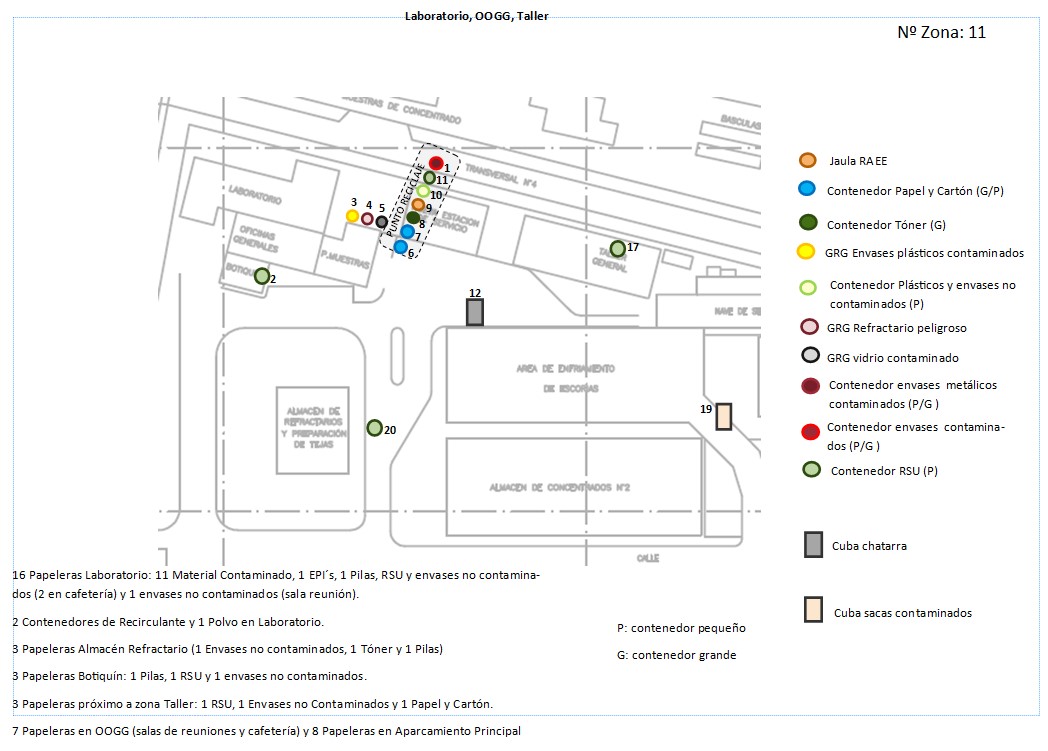 Laboratorio, OOGG, Taller
Nº Zona: 11
MUESTRAS DE CONCENTRADO
BASCULAS
TRANSVERSAL Nº4
PUNTO RECICLAJE
ESTACION
SERVICIO
LABORATORIO
OFICINAS
GENERALES
BOTIQUIN
P.MUESTRAS
TALLER
GENERAL
NAVE DE
AREA DE ENFRIAMIENTO
DE ESCORIAS
ALMACÉN DE
REFRACTARIOS
Y PREPARACIÓN
DE TEJAS
ALMACEN DE CONCENTRADOS Nº2
CALLE
1
11
10
9
8
7
6
3
4
5
2
17
12
19
20
Jaula RAEE
Contenedor Papel y Cartón (G/P)
Contenedor Tóner (G)
GRG Envases plásticos contaminados
Contenedor Plásticos y envases no
contaminados (P)
GRG Refractario peligroso
GRG vidrio contaminado
Contenedor envases metálicos
contaminados (P/G )
Contenedor envases contamina-
dos (P/G )
Contenedor RSU (P)
Cuba chatarra
Cuba sacas contaminados
P: contenedor pequeño
G: contenedor grande
16 Papeleras Laboratorio: 11 Material Contaminado, 1 EPI´s, 1 Pilas, RSU y envases no contamina-
dos (2 en cafetería) y 1 envases no contaminados (sala reunión).
2 Contenedores de Recirculante y 1 Polvo en Laboratorio.
3 Papeleras Almacén Refractario (1 Envases no contaminados, 1 Tóner y 1 Pilas)
3 Papeleras Botiquín: 1 Pilas, 1 RSU y 1 envases no contaminados.
3 Papeleras próximo a zona Taller: 1 RSU, 1 Envases no Contaminados y 1 Papel y Cartón.
7 Papeleras en OOGG (salas de reuniones y cafetería) y 8 Papeleras en Aparcamiento Principal